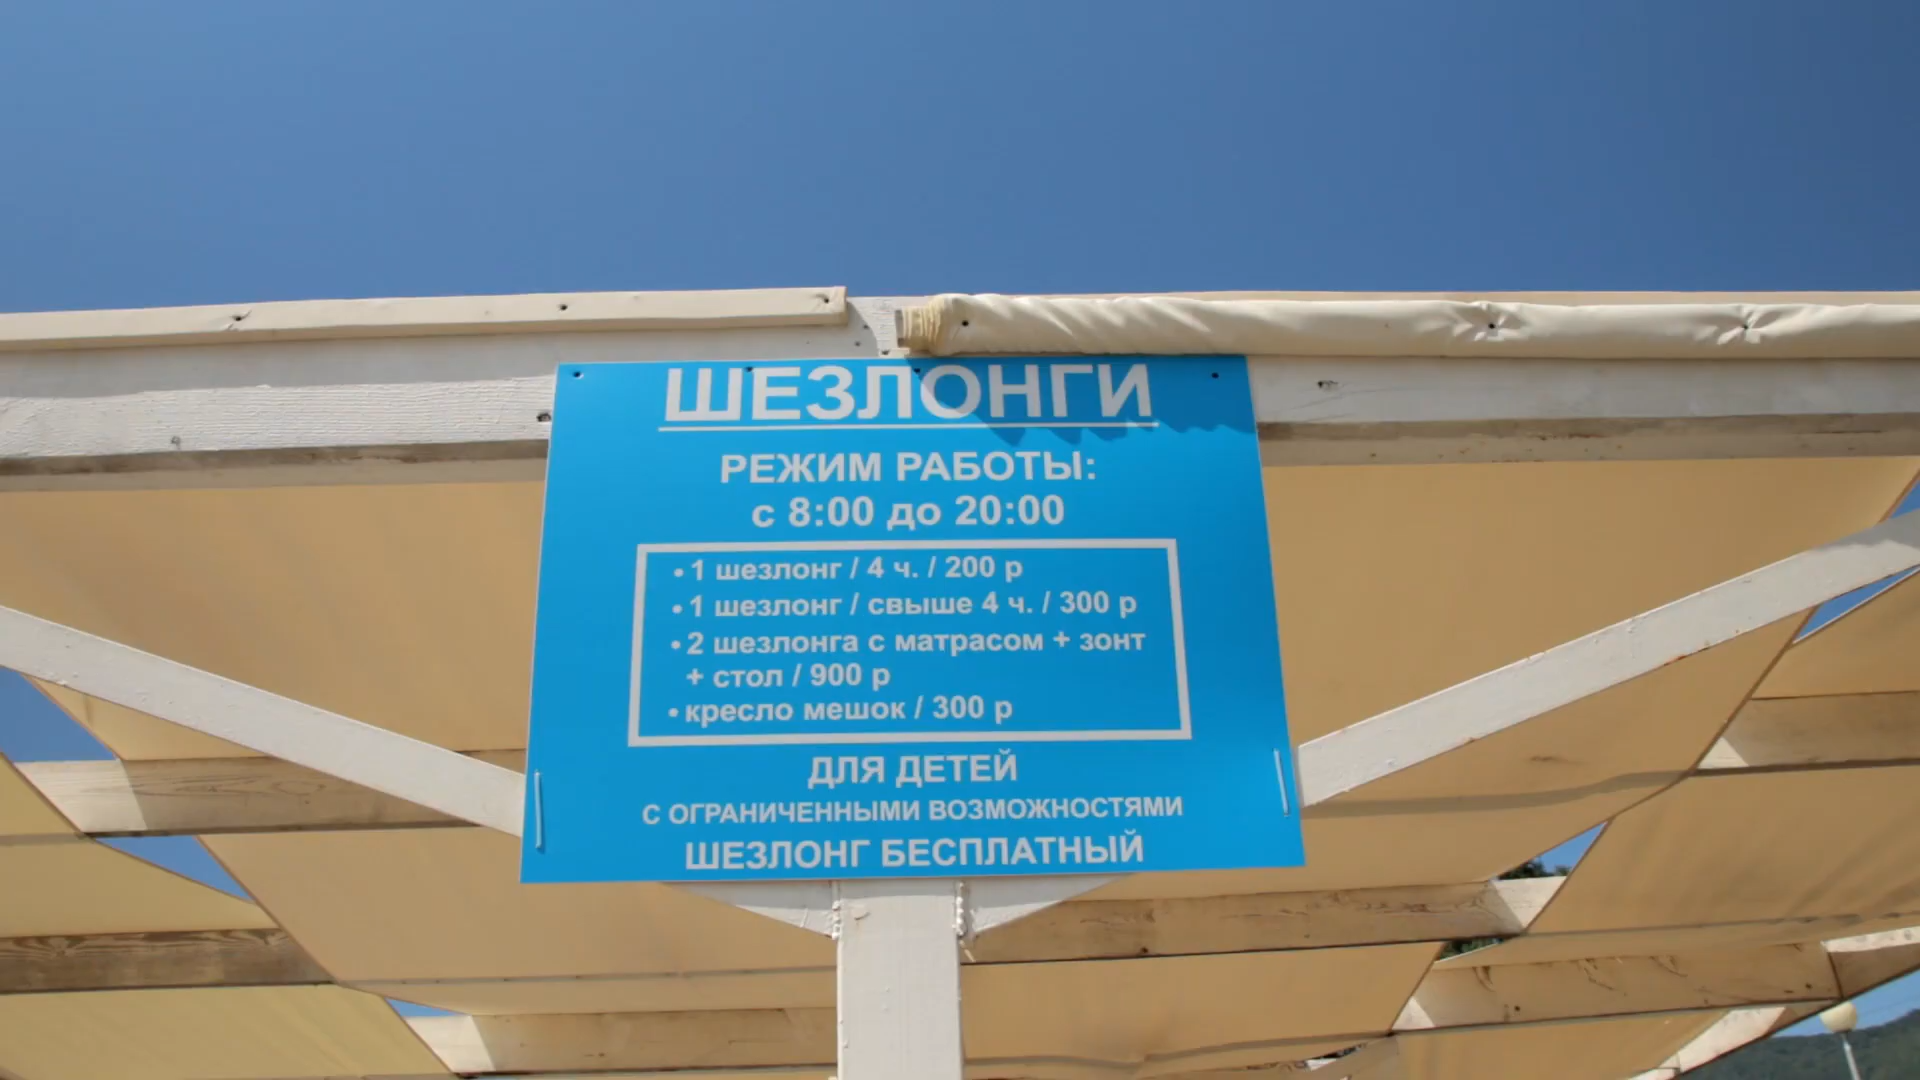 ШЕЗЛОНГИ
РЕЖИМ РАБОТЫ:
с 8:00 до 20:00
• 1 шезлонг / 4 ч. / 200 р
• 1 шезлонг / свыше 4 ч. / 300 р
• 2 шезлонга с матрасом + зонт
+ стол / 900 р
• кресло мешок / 300 р
ДЛЯ ДЕТЕЙ
С ОГРАНИЧЕННЫМИ ВОЗМОЖНОСТЯМИ
ШЕЗЛОНГ БЕСПЛАТНЫЙ